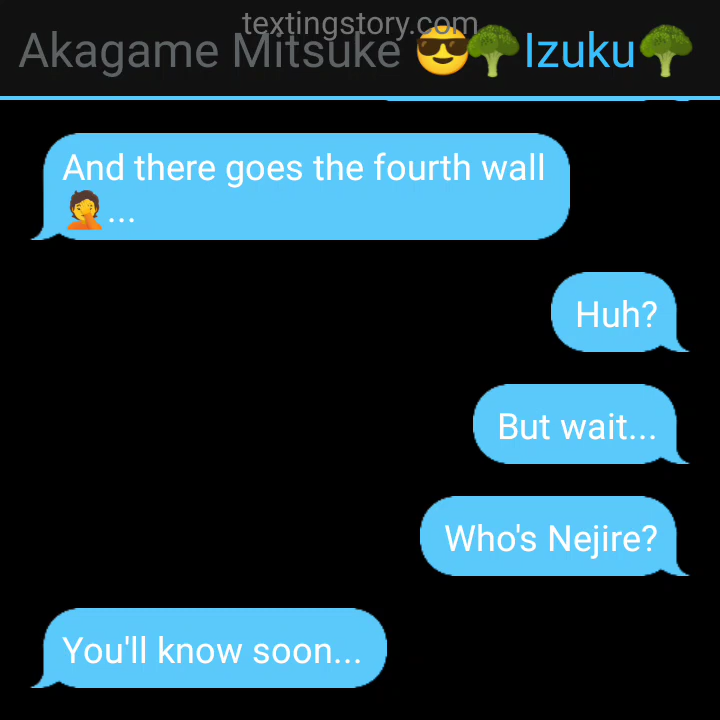 textingstory.com
Akagame Mitsuke 😎🥦Izuku🥦
And there goes the fourth wall
🤦...
Huh?
But wait...
Who's Nejire?
You'll know soon...